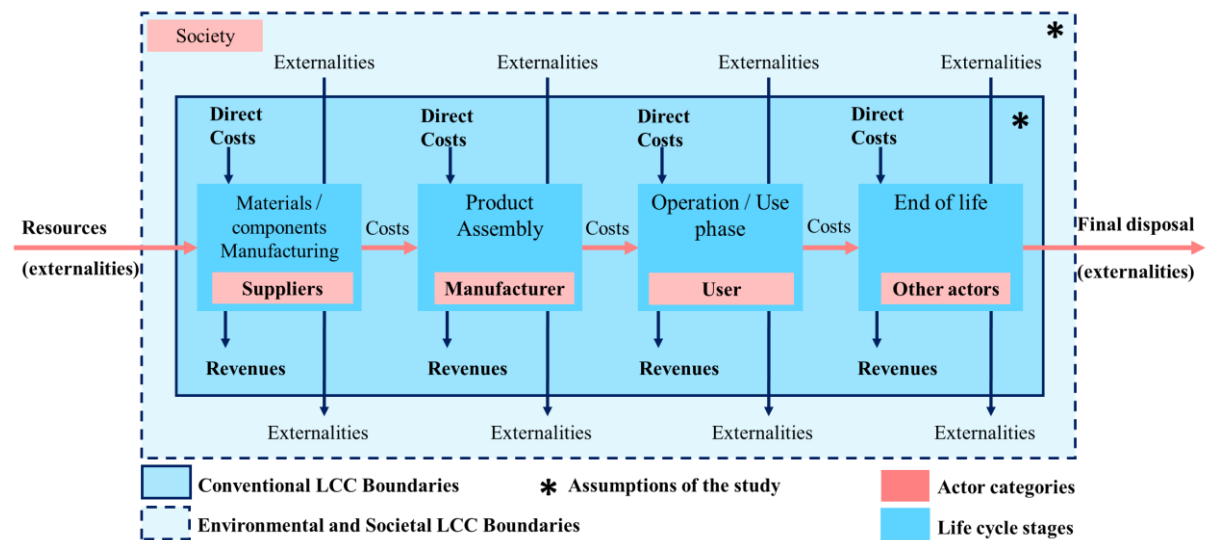 Society
*
Externalities
Externalities
Externalities
Externalities
*
Direct
Costs
Direct
Costs
Direct
Costs
Direct
Costs
Resources
(externalities)
Materials /
components
Manufacturing
Suppliers
Costs
Product
Assembly
Manufacturer
Costs
Operation / Use
phase
User
Costs
End of life
Other actors
Final disposal
(externalities)
Revenues
Revenues
Revenues
Revenues
Externalities
Externalities
Externalities
Externalities
Conventional LCC Boundaries
* Assumptions of the study
Actor categories
Environmental and Societal LCC Boundaries
Life cycle stages